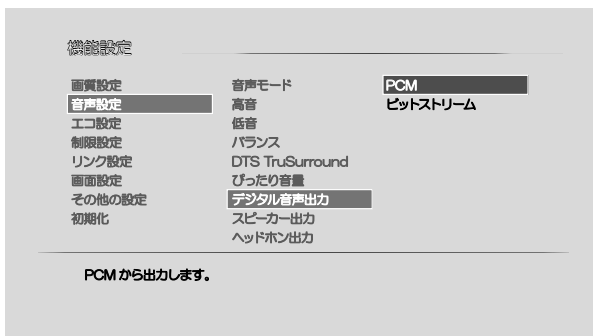 機能設定
画質設定
音声設定
エコ設定
制限設定
リンク設定
画面設定
その他の設定
初期化
音声モード
高音
低音
バランス
DTS TruSurround
ぴったり音量
デジタル音声出力
スピーカー出力
ヘッドホン出力
PCM
ビットストリーム
PCM から出力します。